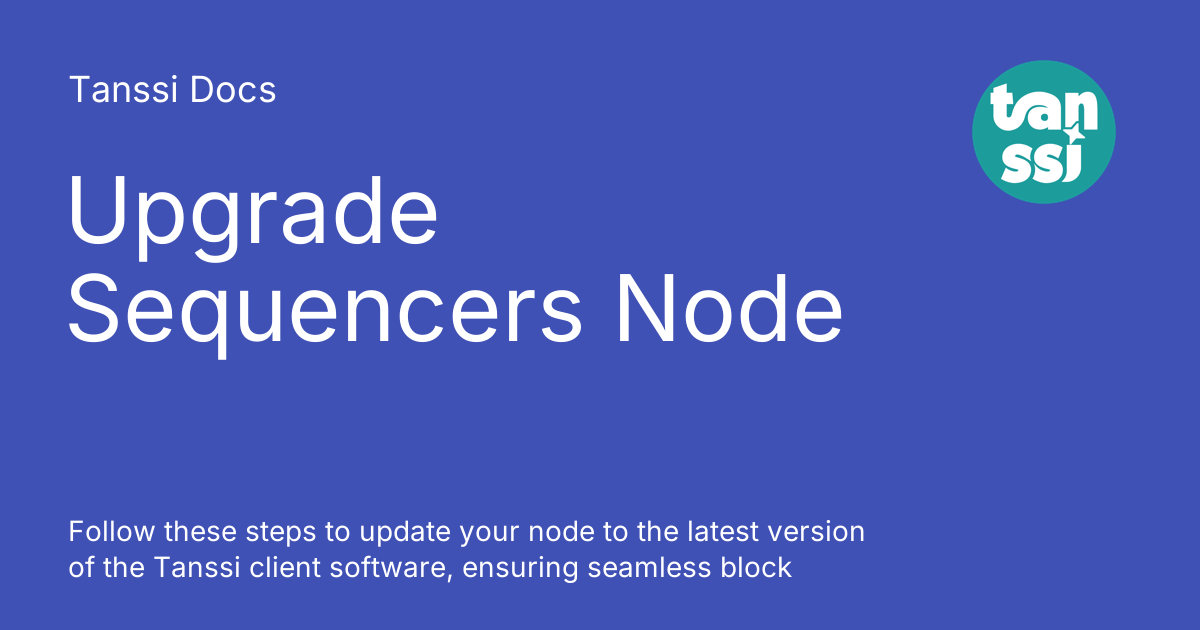 Tanssi Docs
tan
ssi
Upgrade
Sequencers Node
Follow these steps to update your node to the latest version
of the Tanssi client software, ensuring seamless block